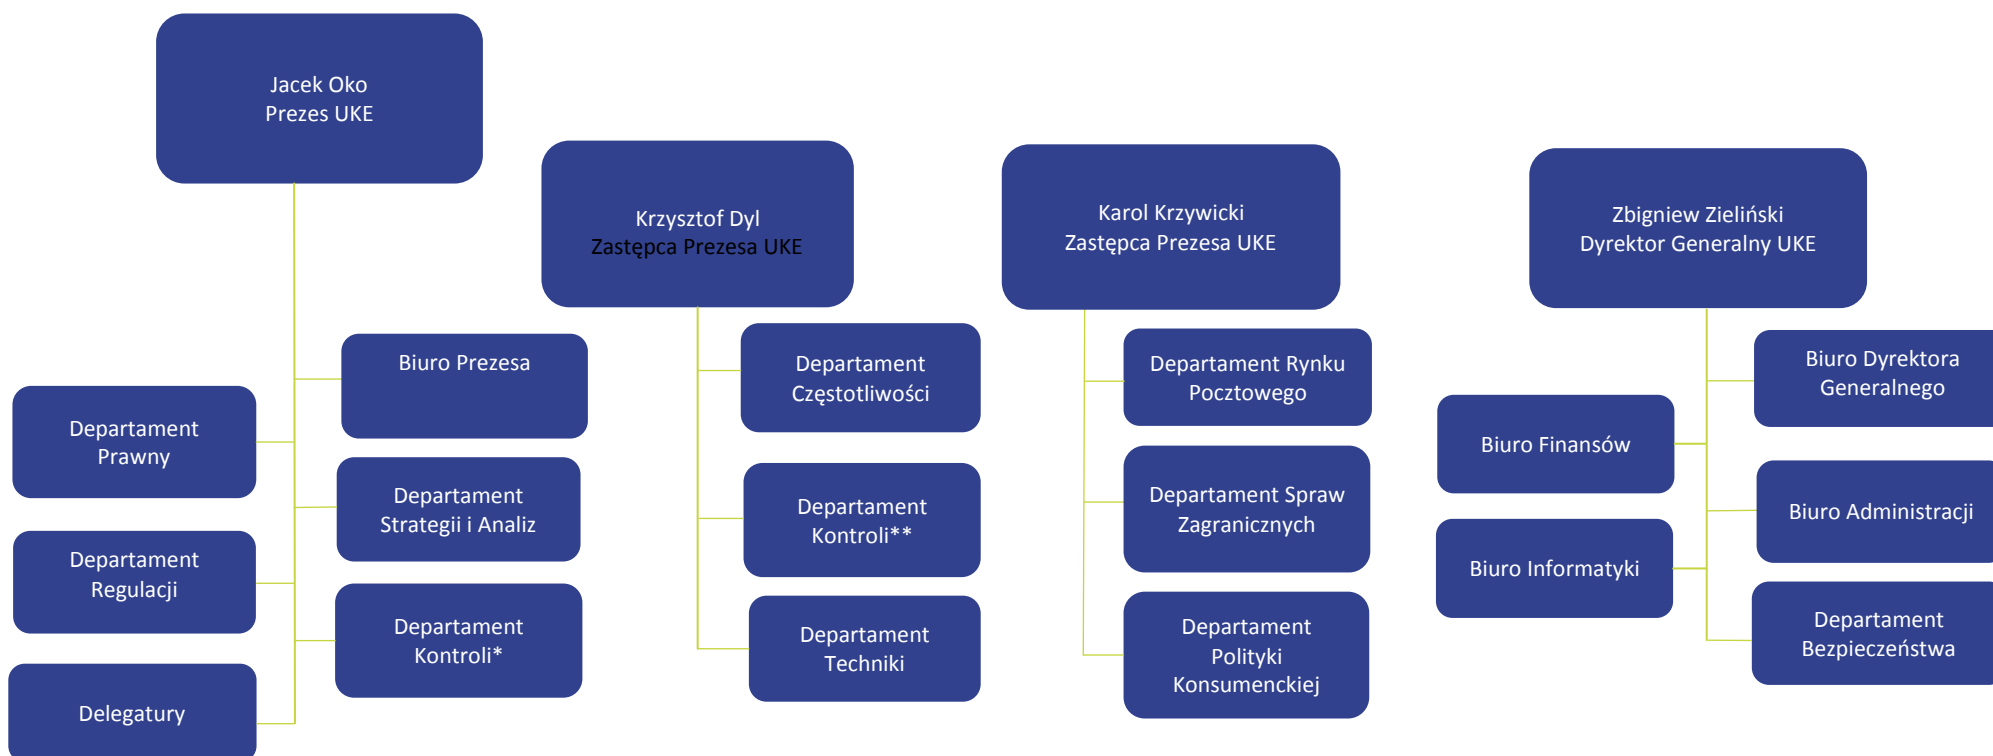 Jacek Oko
Prezes UKE
Krzysztof Dyl
Zastępca Prezesa UKE
Karol Krzywicki
Zastępca Prezesa UKE
Zbigniew Zieliński
Dyrektor Generalny UKE
Biuro Prezesa
Departament
Prawny
Departament
Strategii i Analiz
Departament
Regulacji
Departament
Kontroli*
Delegatury
Departament
Częstotliwości
Departament
Kontroli**
Departament
Techniki
Departament Rynku
Pocztowego
Departament Spraw
Zagranicznych
Departament
Polityki
Konsumenckiej
Biuro Dyrektora
Generalnego
Biuro Finansów
Biuro Administracji
Biuro Informatyki
Departament
Bezpieczeństwa